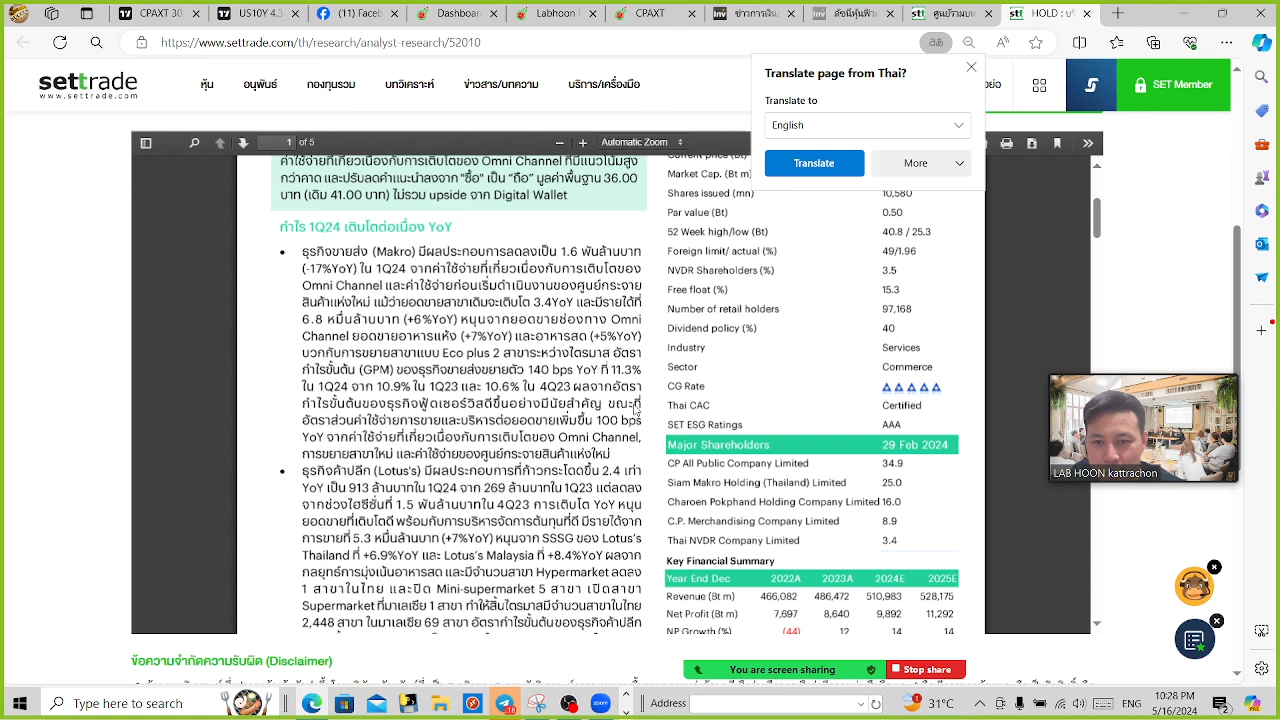 CPAXT 30
US10Y 4.3
(11) Faceb
Dashboard
Labhoon E
CPAXT
ข่าวการเงิน
ดัชนีหุ้นฟิว
ศูนย์รวมบท
HOLD : บ
https://www.settrade.com/th/research/analyst-research/52010
settrade
www.settrade.com
หุ้น
อนุพันธ์
กองทุนรวม
บทวิเคราะห์
ข่าวสาร/บทความ
บริการ/เครื่องมือ
SET Member
Translate page from Thai?
Translate to
English
Translate
More
1 of 5
Automatic Zoom
ค่าใช้จ่ายที่เกี่ยวเนื่องกับการเติบโตของ Omni Channel ที่มีแนวโน้มสูง
กว่าคาด และปรับลดคำแนะนำลงจาก "ซื้อ" เป็น "ถือ" มูลค่าพื้นฐาน 36.00
บาท (เดิม 41.00 บาท) ไม่รวม upside จาก Digital Wallet
กำไร 1Q24 เติบโตต่อเนื่อง YoY
• ธุรกิจขายส่ง (Makro) มีผลประกอบการลดลงเป็น 1.6 พันล้านบาท
(-17%YoY) ใน 1Q24 จากค่าใช้จ่ายที่เกี่ยวเนื่องกับการเติบโตของ
Omni Channel และค่าใช้จ่ายก่อนเริ่มดำเนินงานของศูนย์กระจาย
สินค้าแห่งใหม่ แม้ว่ายอดขายสาขาเดิมจะเติบโต 3.4YoY และมีรายได้ที่
6.8 หมื่นล้านบาท (+6%YoY) หนุนจากยอดขายช่องทาง Omni
Channel ยอดขายอาหารแห้ง (+7%YoY) และอาหารสด (+5%YoY)
บวกกับการขยายสาขาแบบ Eco plus 2 สาขาระหว่างไตรมาส อัตรา
กำไรขั้นต้น (GPM) ของธุรกิจขายส่งขยายตัว 140 bps YoY ที่ 11.3%
ใน 1Q24 จาก 10.9% ใน 1Q23 และ 10.6% ใน 4Q23 ผลจากอัตรา
กำไรขั้นต้นของธุรกิจฟู้ดเซอร์วิสดีขึ้นอย่างมีนัยสำคัญ ขณะที่
อัตราส่วนค่าใช้จ่ายการขายและบริหารต่อยอดขายเพิ่มขึ้น 100 bps
YoY จากค่าใช้จ่ายที่เกี่ยวเนื่องกับการเติบโตของ Omni Channel,
การขยายสาขาใหม่ และค่าใช้จ่ายของศูนย์กระจายสินค้าแห่งใหม่
• ธุรกิจค้าปลีก (Lotus's) มีผลประกอบการที่ก้าวกระโดดขึ้น 2.4 เท่า
YoY เป็น 914 ล้านบาทใน 1Q24 จาก 269 ล้านบาทใน 1Q23 แต่ลดลง
จากช่วงไฮซีซั่นที่ 1.5 พันล้านบาทใน 4Q23 การเติบโต YoY หนุน
ยอดขายที่เติบโตดี พร้อมกับการบริหารจัดการต้นทุนที่ดี มีรายได้จาก
การขายที่ 5.3 หมื่นล้านบาท (+7%YoY) หนุนจาก SSSG ของ Lotus's
Thailand ที่ +6.9%YoY และ Lotus's Malaysia ที่ +8.4%YoY ผลจาก
กลยุทธ์การมุ่งเน้นอาหารสด และมีจำนวนสาขา Hypermarket ลดลง
1 สาขาในไทย และปิด Mini-supermarket 5 สาขา เปิดสาขา
Supermarket ที่มาเลเซีย 1 สาขา ทำให้สิ้นไตรมาสมีจำนวนสาขาในไทย
2,448 สาขา ในมาเลเซีย 69 สาขา อัตรากำไรขั้นต้นของธุรกิจค้าปลีก
Current price (Bt)
Market Cap. (Bt m)
Shares issued (mn) 10,580
Par value (Bt) 0.50
52 Week high/low (Bt) 40.8 / 25.3
Foreign limit/ actual (%) 49/1.96
NVDR Shareholders (%) 3.5
Free float (%) 15.3
Number of retail holders 97,168
Dividend policy (%) 40
Industry Services
Sector Commerce
CG Rate
Thai CAC Certified
SET ESG Ratings AAA
Major Shareholders 29 Feb 2024
CP All Public Company Limited 34.9
Siam Makro Holding (Thailand) Limited 25.0
Charoen Pokphand Holding Company Limited 16.0
C.P. Merchandising Company Limited 8.9
Thai NVDR Company Limited 3.4
Key Financial Summary
Year End Dec 2022A 2023A 2024E 2025E
Revenue (Bt m) 466,082 486,472 510,983 528,175
Net Profit (Bt m) 7,697 8,640 9,892 11,292
NP Growth (%) (44) 12 14 14
LAB HOON kattrachon
ข้อความจำกัดความรับผิด (Disclaimer)
You are screen sharing
Stop share
Type here to search
18
zoom
Address
1
31°C
ENG
10:28 PM
5/16/2024
2